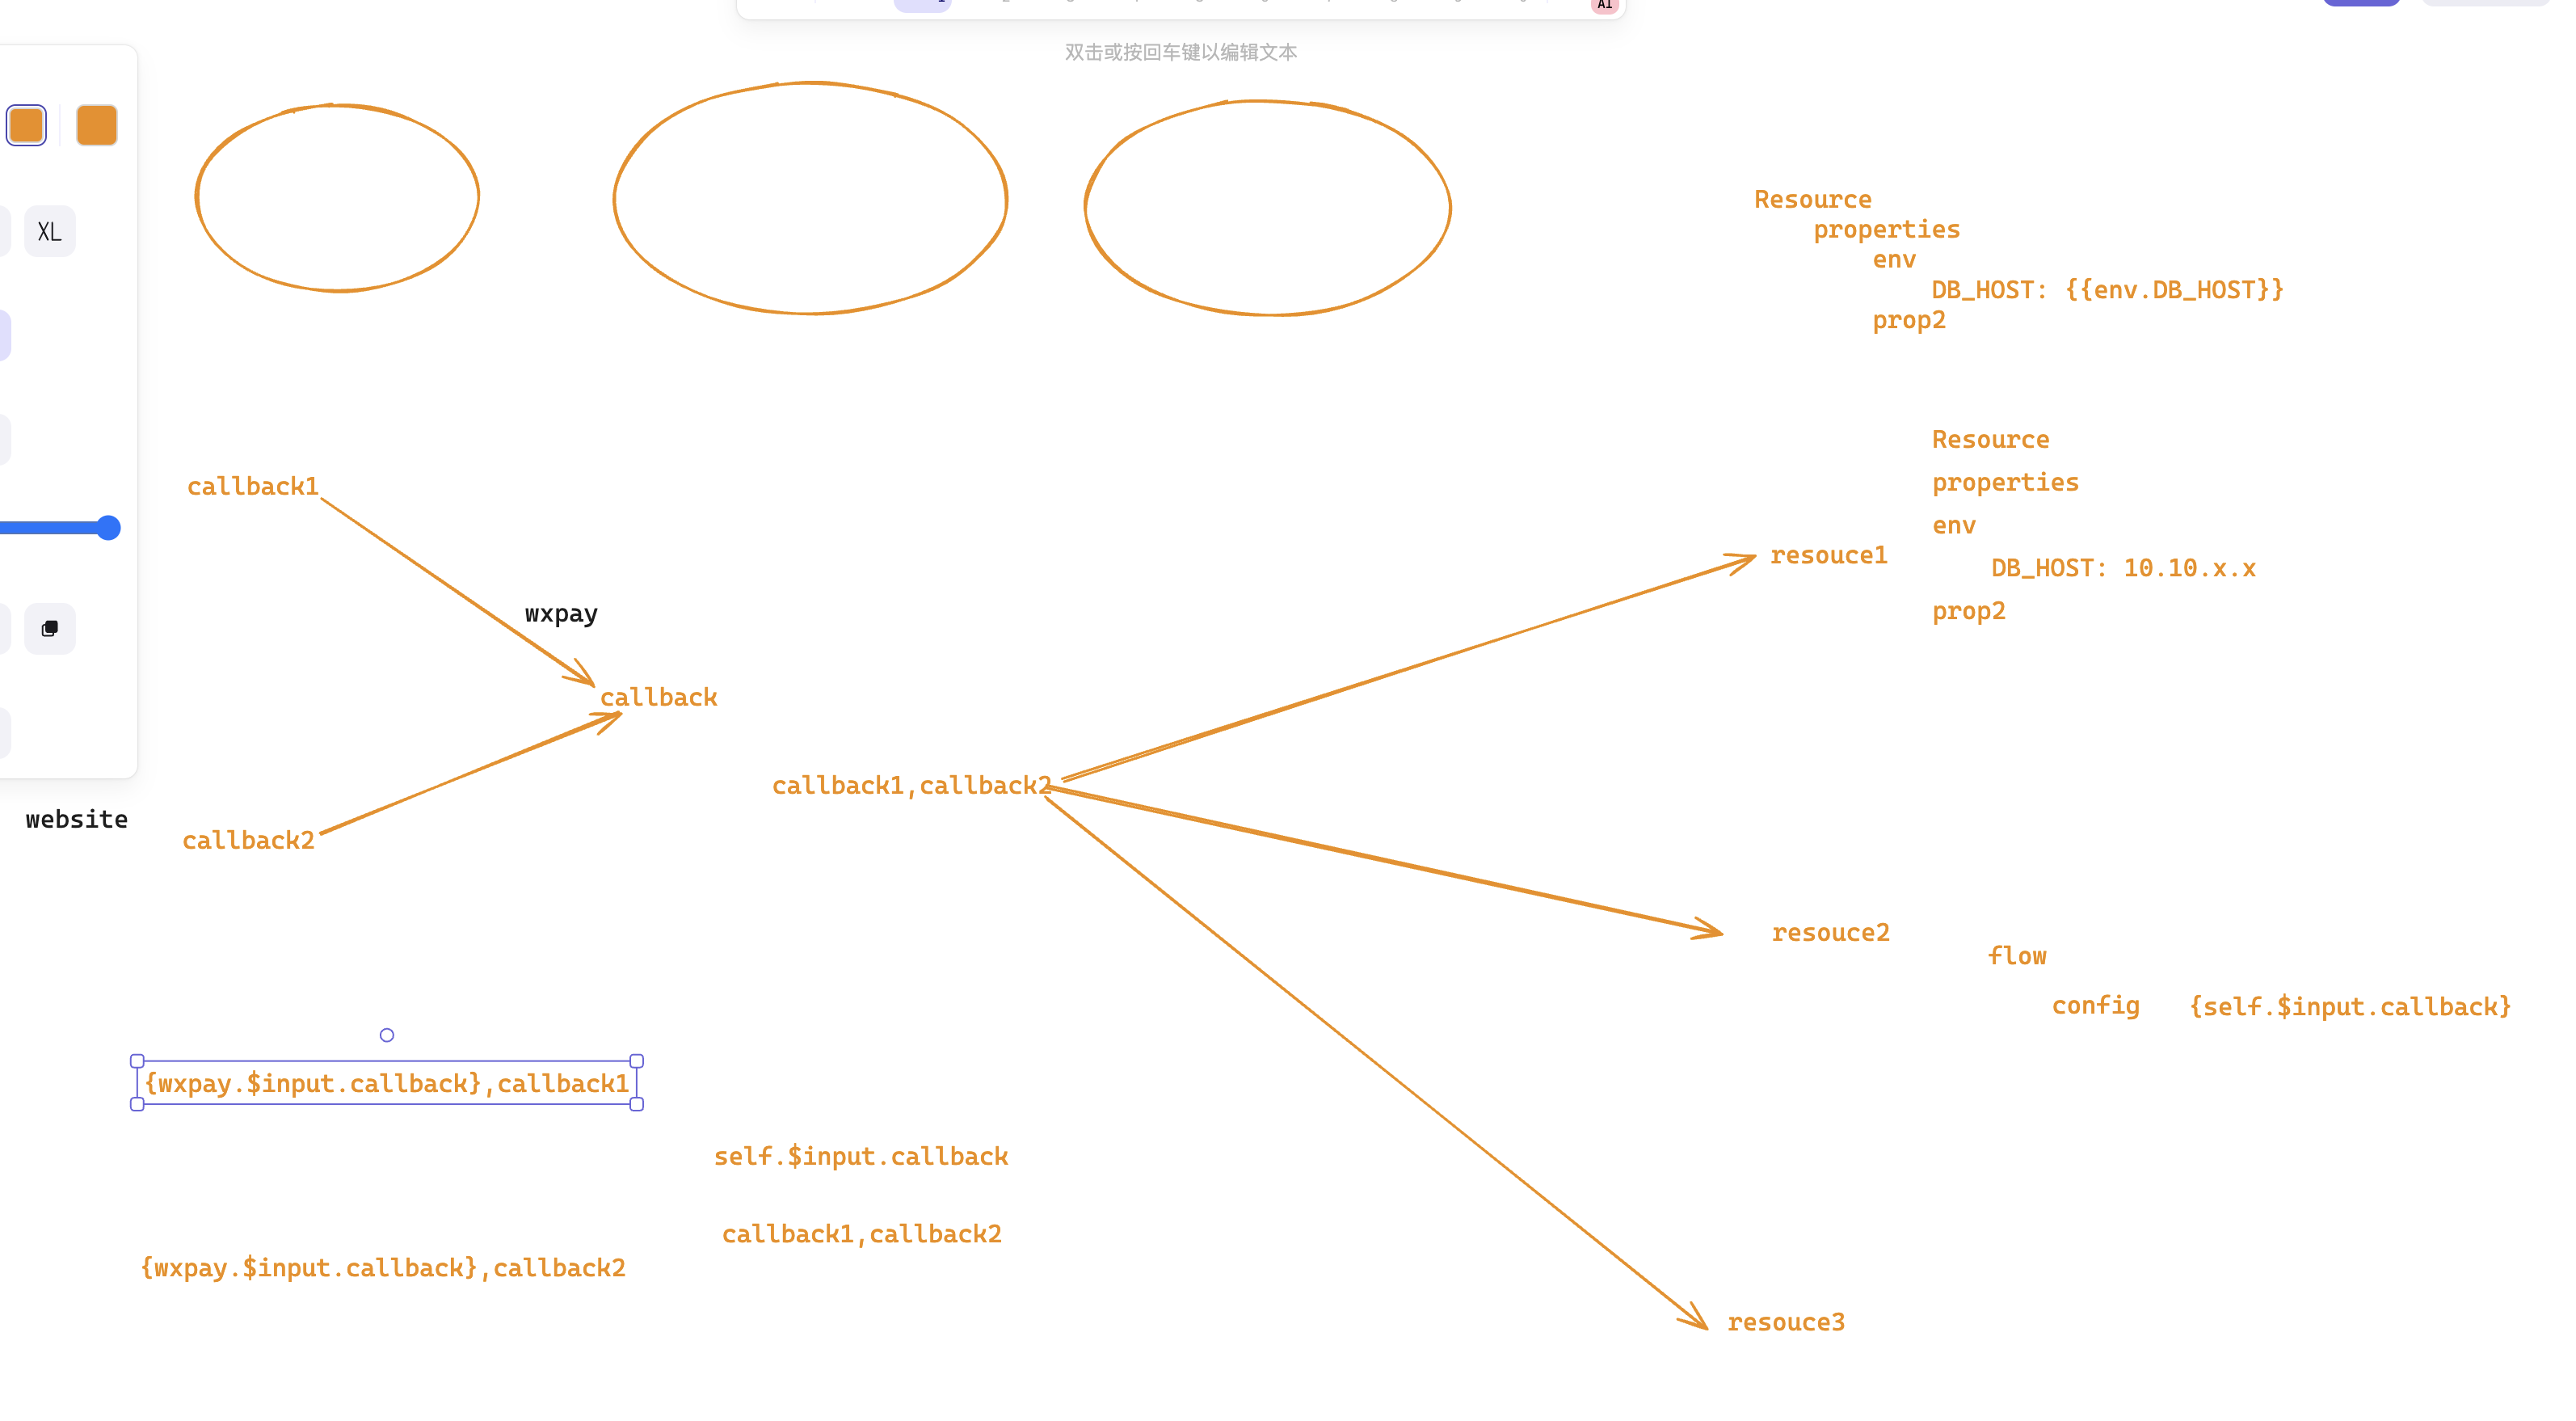 AI
双击或按回车键以编辑文本
XL
Resource
properties
env
DB_HOST: {{env.DB_HOST}}
prop2
Resource
properties
env
DB_HOST: 10.10.x.x
prop2
callback1
resouce1
wxpay
callback
callback1,callback2
website
callback2
resouce2
flow
config {self.$input.callback}
{wxpay.$input.callback},callback1
self.$input.callback
callback1,callback2
{wxpay.$input.callback},callback2
resouce3